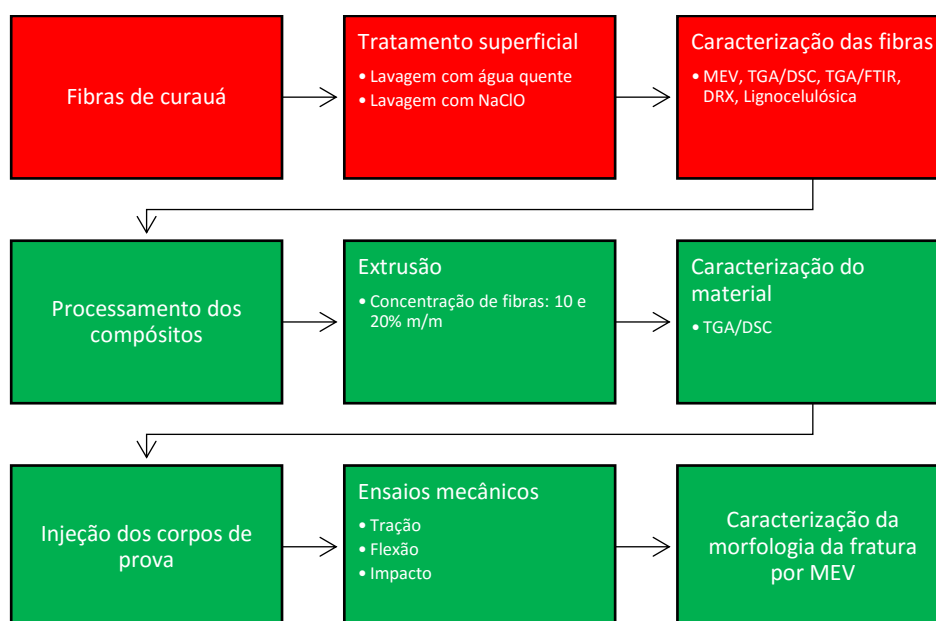 Fibras de curauá
Tratamento superficial
• Lavagem com água quente
• Lavagem com NaClO
Caracterização das fibras
• MEV, TGA/DSC, TGA/FTIR,
DRX, Lignocelulósica
Processamento dos
compósitos
Extrusão
• Concentração de fibras: 10 e
20% m/m
Caracterização do
material
• TGA/DSC
Injeção dos corpos de
prova
Ensaios mecânicos
• Tração
• Flexão
• Impacto
Caracterização da
morfologia da fratura
por MEV